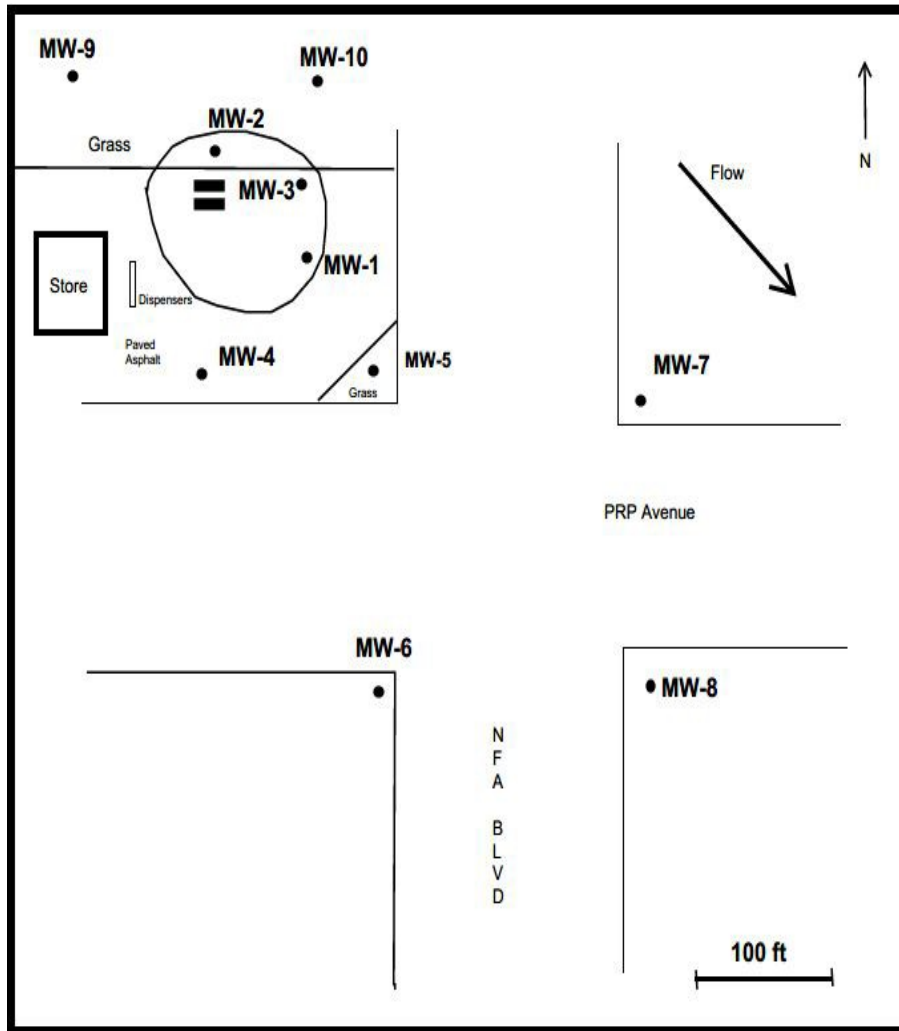 MW-9
MW-10
MW-2
Grass
MW-3
N
Flow
MW-1
Store
Dispensers
Paved
Asphalt
MW-4
MW-5
Grass
MW-7
PRP Avenue
MW-6
MW-8
N
F
A
B
L
V
D
100 ft